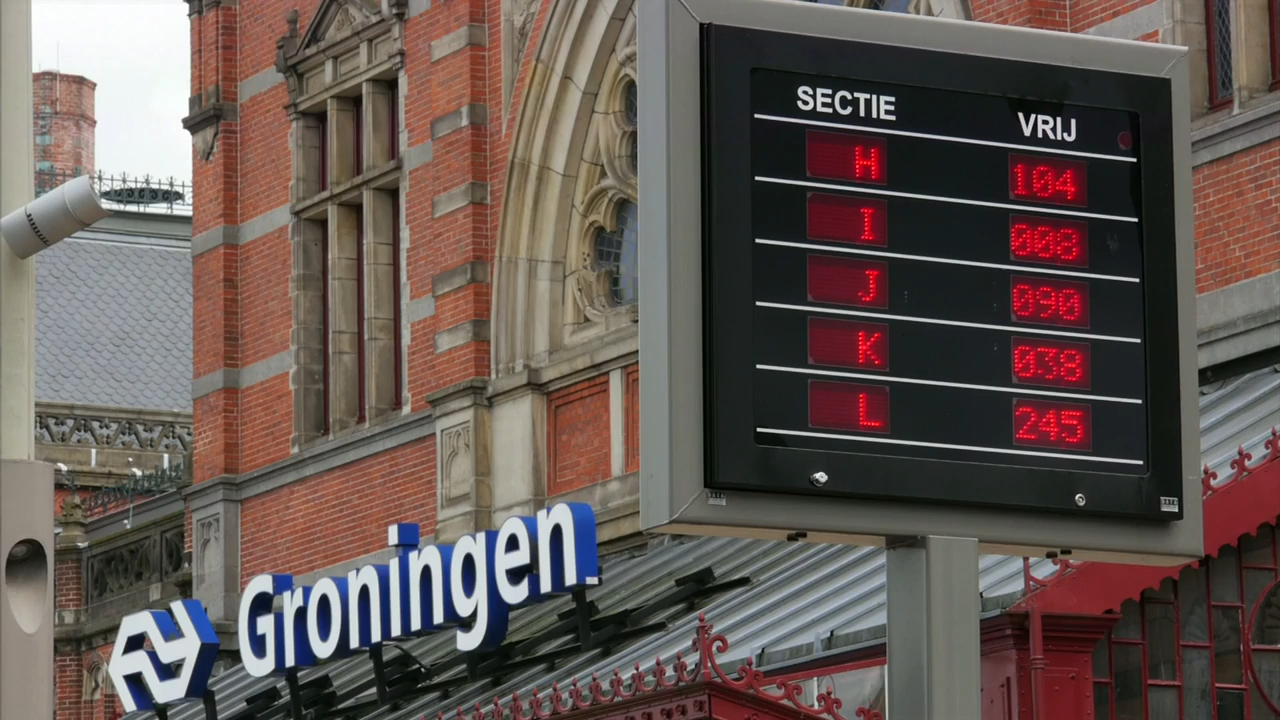 SECTIE VRIJ
H 104
I 008
J 090
K 038
L 245
Groningen